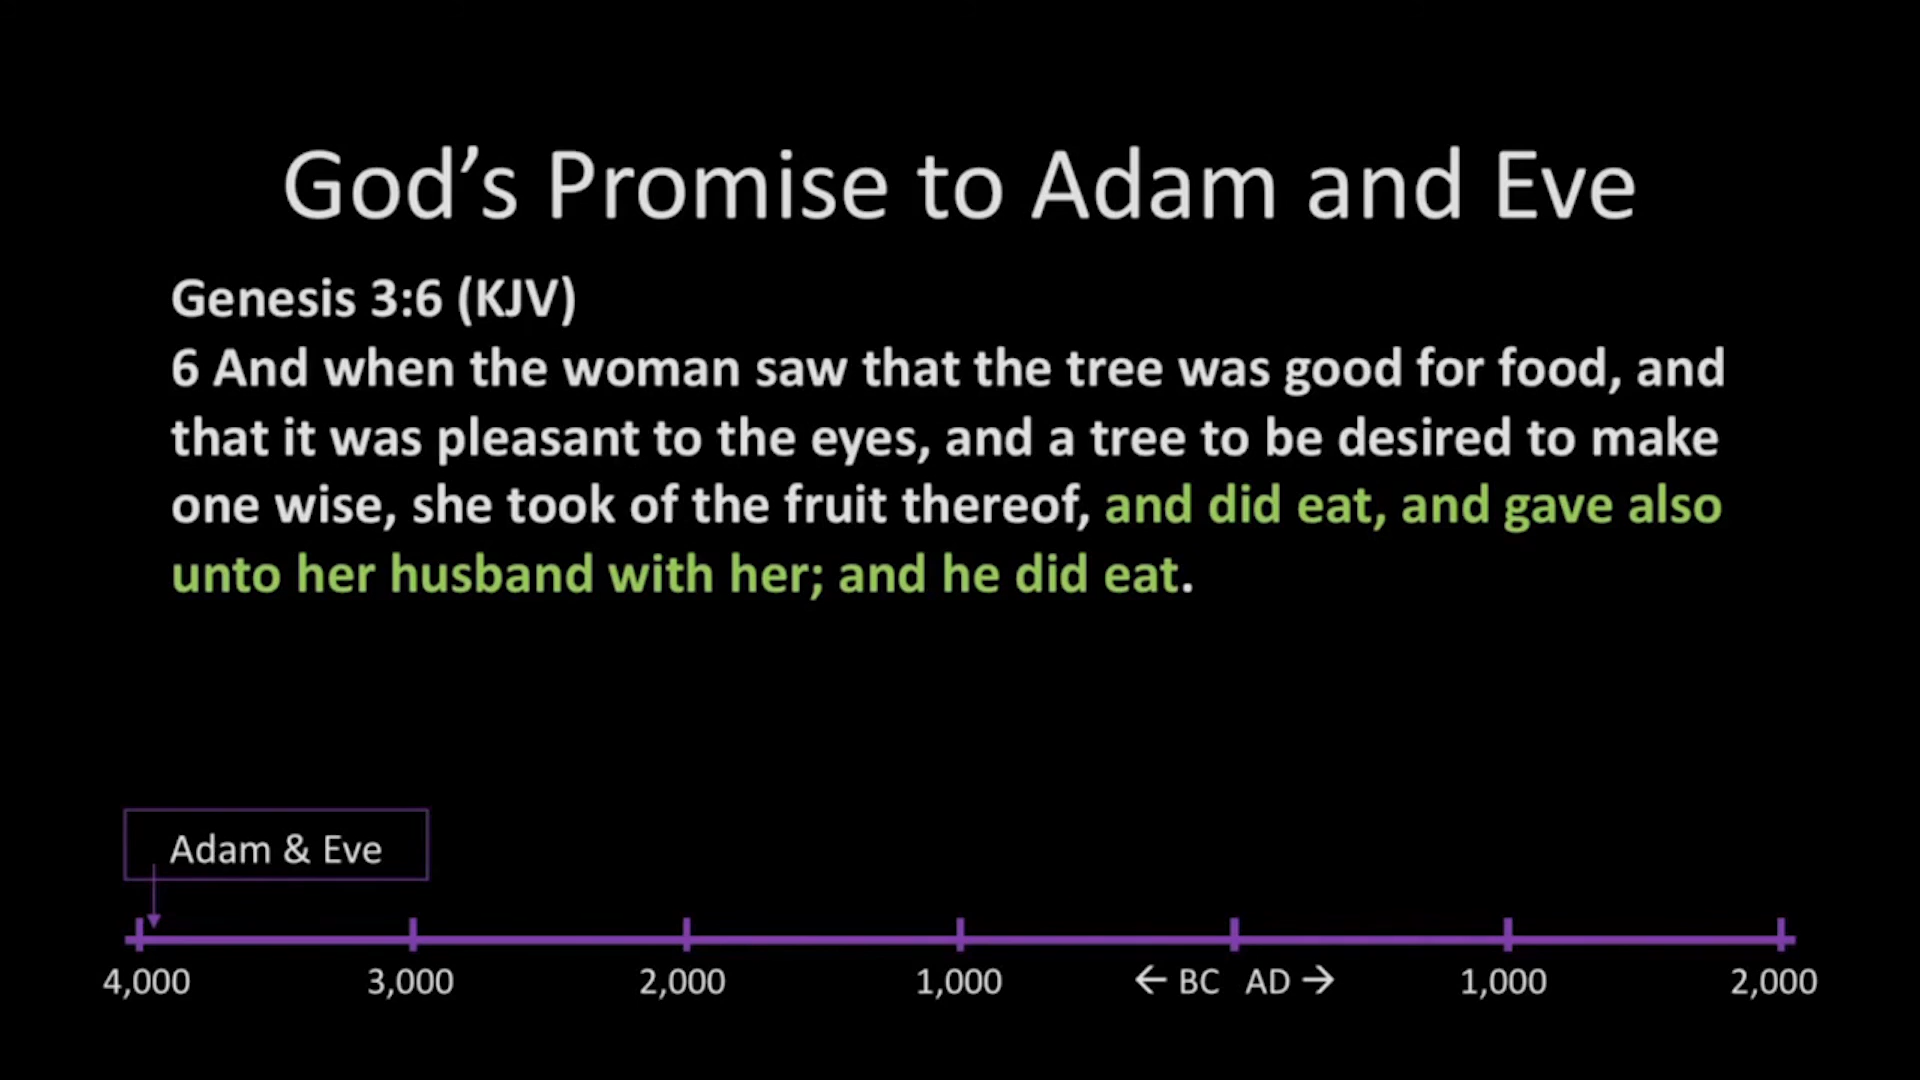 God’s Promise to Adam and Eve
Genesis 3:6 (KJV)
6 And when the woman saw that the tree was good for food, and
that it was pleasant to the eyes, and a tree to be desired to make
one wise, she took of the fruit thereof, and did eat, and gave also
unto her husband with her; and he did eat.
Adam & Eve
4,000 3,000 2,000 1,000 ← BC AD → 1,000 2,000